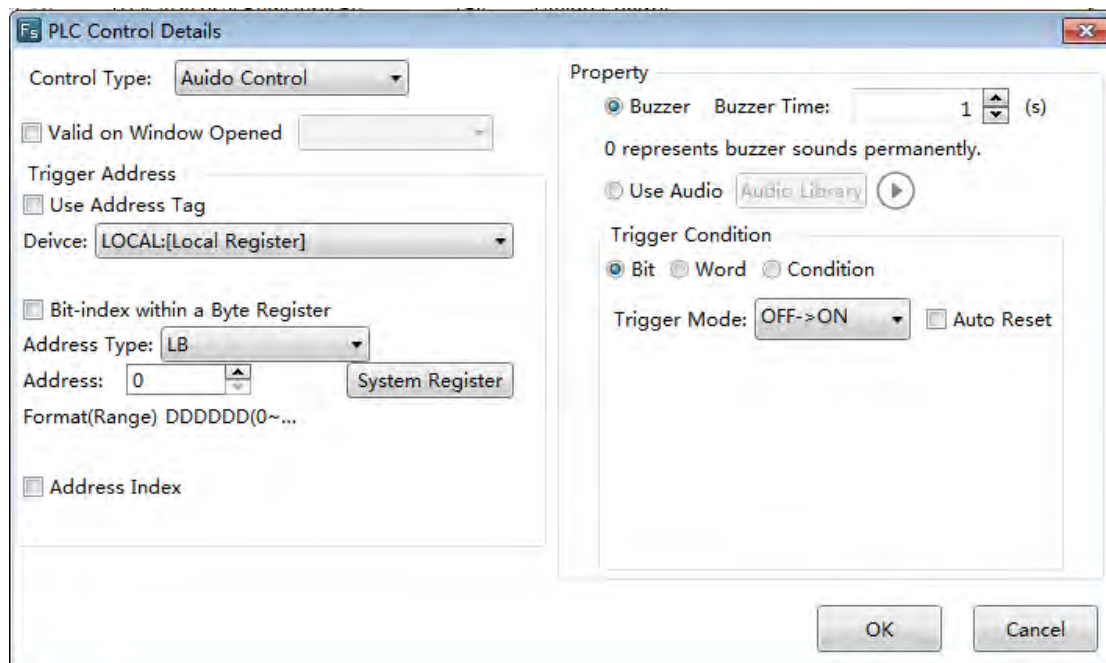 Fs PLC Control Details
Control Type: Auido Control
Valid on Window Opened
Trigger Address
Use Address Tag
Deivce: LOCAL:[Local Register]
Bit-index within a Byte Register
Address Type: LB
Address: 0 System Register
Format(Range) DDDDDD(0~...
Address Index
Property
Buzzer Buzzer Time: 1 (s)
0 represents buzzer sounds permanently.
Use Audio Audio Library
Trigger Condition
Bit Word Condition
Trigger Mode: OFF->ON Auto Reset
OK Cancel